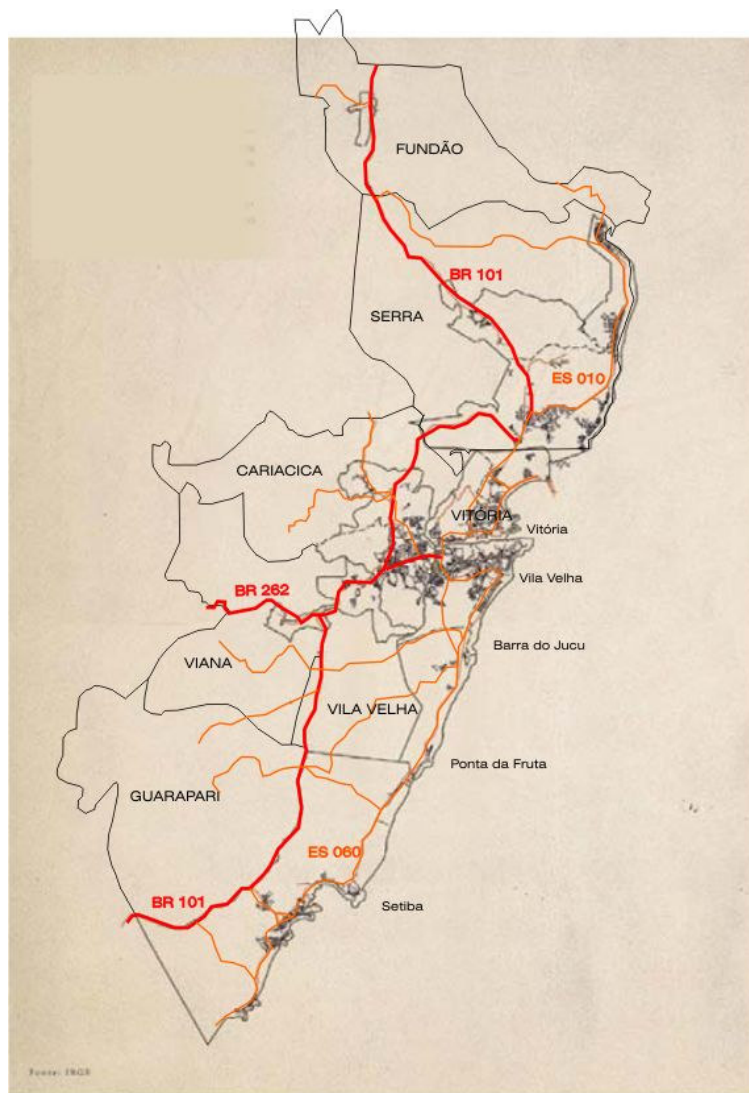 FUNDÃO
BR 101
SERRA
ES 010
CARIACICA
VITÓRIA
Vitória
Vila Velha
BR 262
Barra do Jucu
VIANA
VILA VELHA
Ponta da Fruta
GUARAPARI
ES 060
BR 101
Setiba
Fonte: IBGE